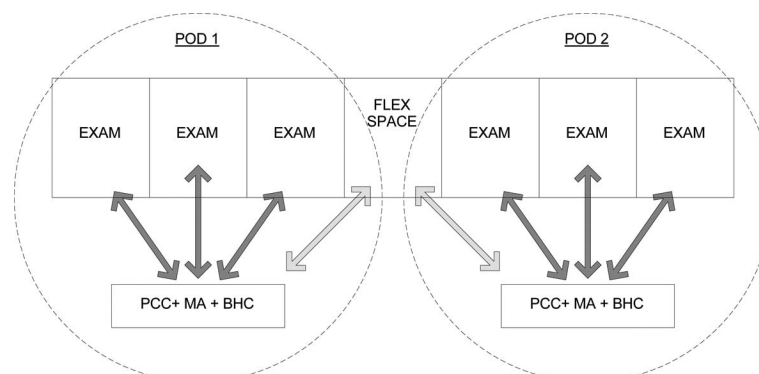 POD 1
POD 2
EXAM
EXAM
EXAM
FLEX
SPACE
EXAM
EXAM
EXAM
PCC+ MA + BHC
PCC+ MA + BHC